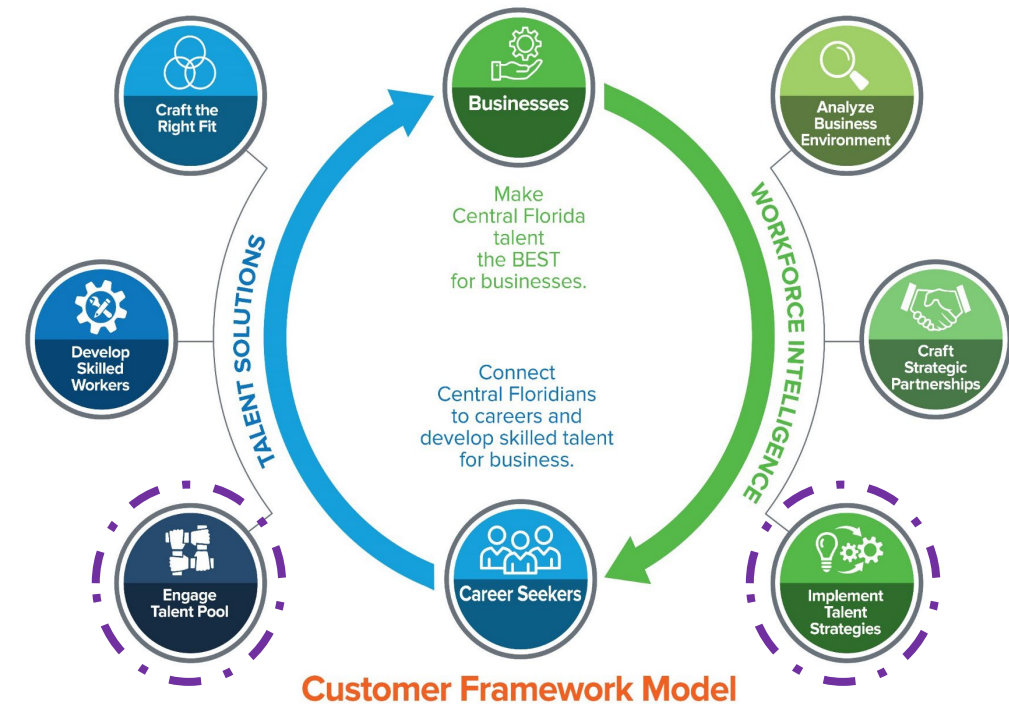 Craft the
Right Fit
Businesses
Analyze
Business
Environment
Make
Central Florida
talent
the BEST
for businesses.
TALENT SOLUTIONS
WORKFORCE INTELLIGENCE
Develop
Skilled
Workers
Craft
Strategic
Partnerships
Connect
Central Floridians
to careers and
develop skilled talent
for business.
Engage
Talent Pool
Career Seekers
Implement
Talent
Strategies
Customer Framework Model